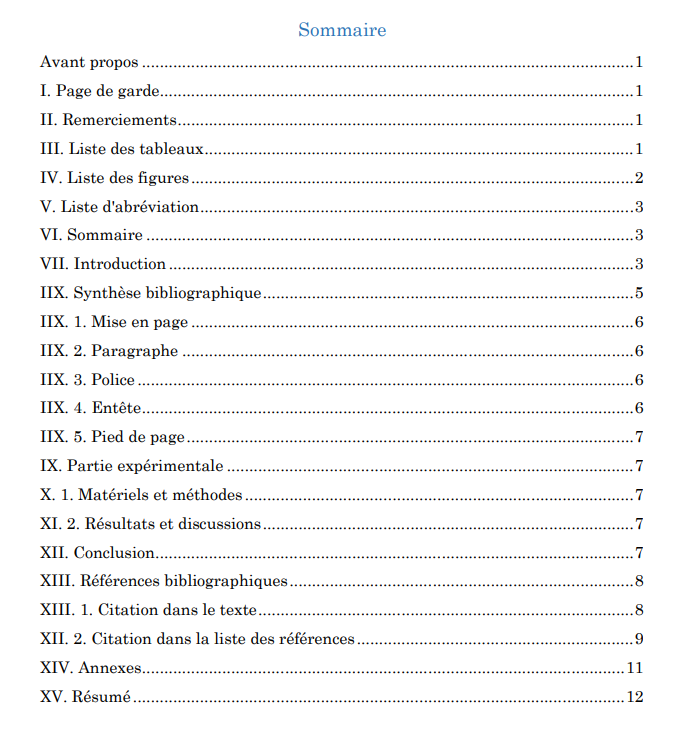 Sommaire
Avant propos ........................................................................ 1
I. Page de garde........................................................................ 1
II. Remerciements........................................................................ 1
III. Liste des tableaux........................................................................ 1
IV. Liste des figures ........................................................................ 2
V. Liste d'abréviation........................................................................ 3
VI. Sommaire ........................................................................ 3
VII. Introduction ........................................................................ 3
IIX. Synthèse bibliographique........................................................................ 5
IIX. 1. Mise en page ........................................................................ 6
IIX. 2. Paragraphe ........................................................................ 6
IIX. 3. Police ........................................................................ 6
IIX. 4. Entête........................................................................ 6
IIX. 5. Pied de page ........................................................................ 7
IX. Partie expérimentale ........................................................................ 7
X. 1. Matériels et méthodes ........................................................................ 7
XI. 2. Résultats et discussions........................................................................ 7
XII. Conclusion........................................................................ 7
XIII. Références bibliographiques........................................................................ 8
XIII. 1. Citation dans le texte........................................................................ 8
XII. 2. Citation dans la liste des références ........................................................................ 9
XIV. Annexes........................................................................ 11
XV. Résumé ........................................................................ 12